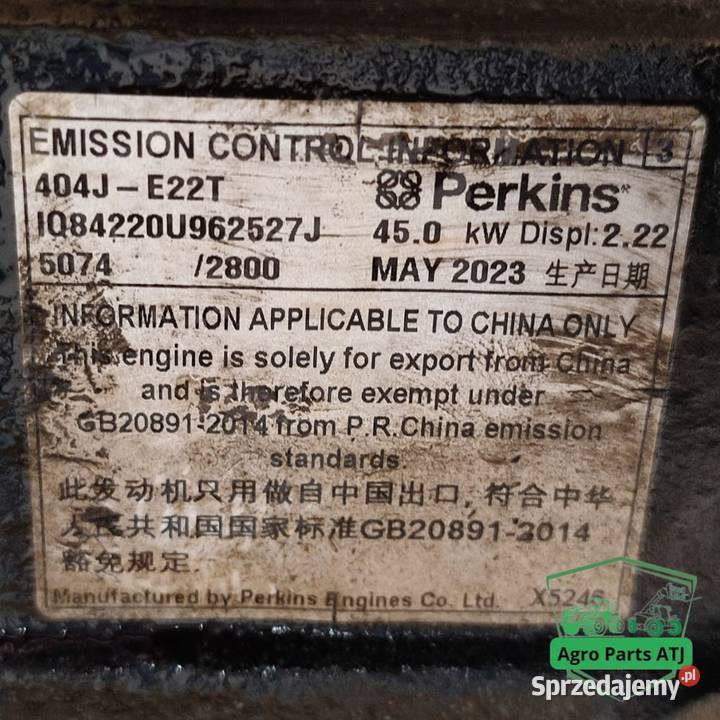 EMISSION CONTROL INFORMATION 3
404J-E22T Perkins
IQ84220U962527J 45.0 kW Displ:2.22
5074 /2800 MAY 2023 生产日期
INFORMATION APPLICABLE TO CHINA ONLY
This engine is solely for export from China
and is therefore exempt under
GB20891-2014 from P.R.China emission
standards.
此发动机只用做自中国出口, 符合中华
人民共和国国家标准GB20891-2014
豁免规定.
Manufactured by Perkins Engines Co. Ltd.
Agro Parts ATJ
Sprzedajemy.pl